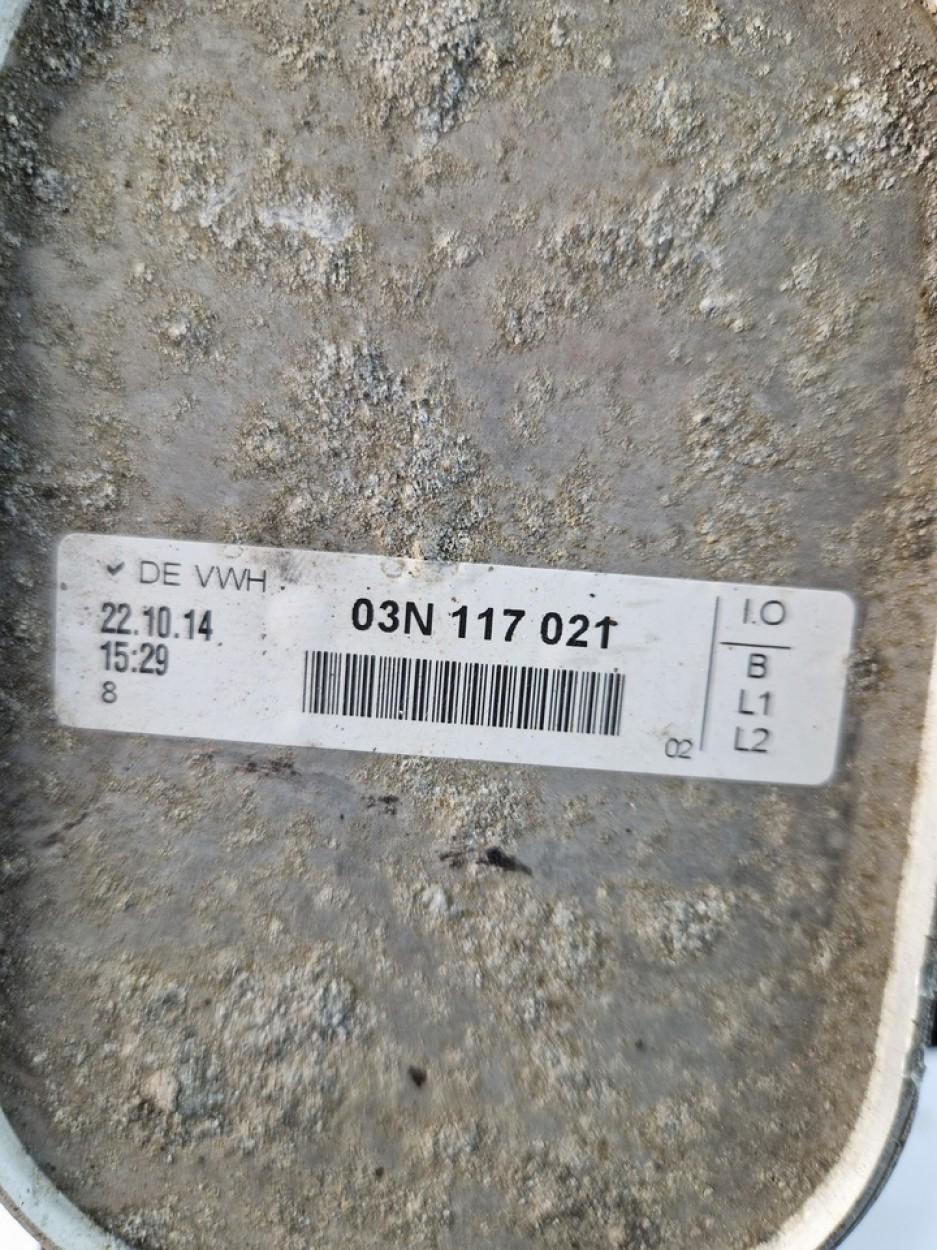 DE VWH
22.10.14
15:29
8
03N 117 021
02
I.O
B
L1
L2